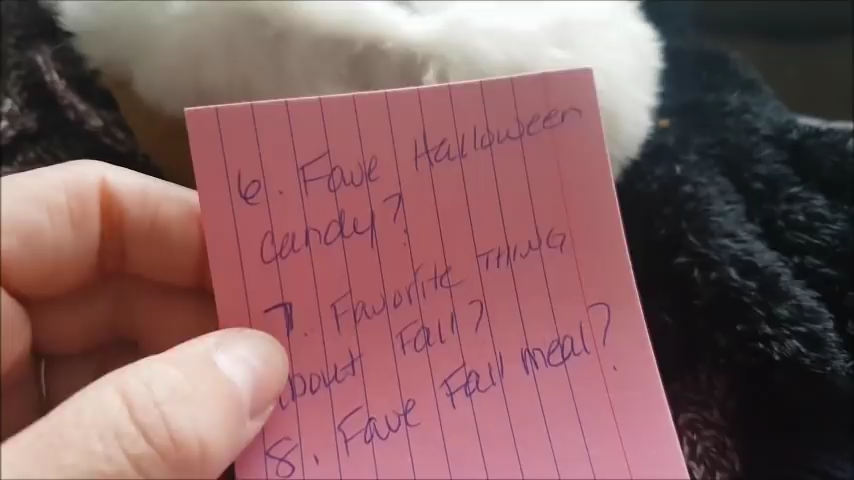 6. Fave Halloween
candy?
7. Favorite THING
about Fall?
8. Fave Fall meal?